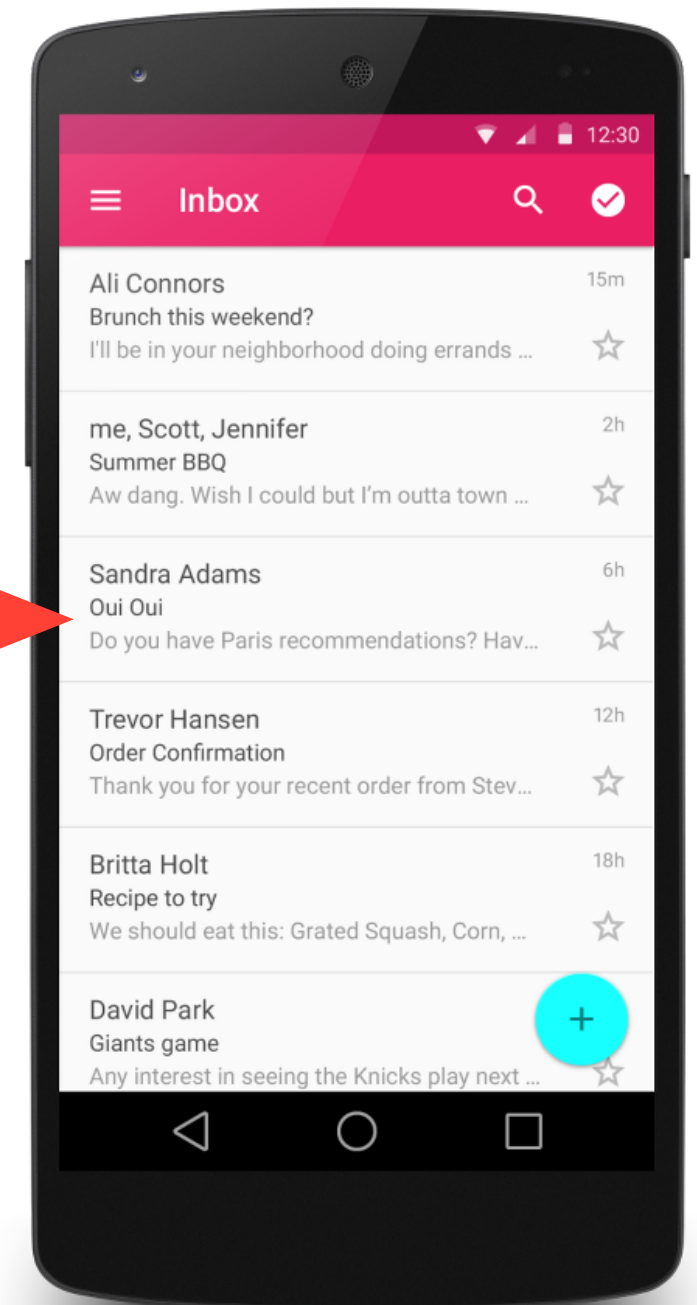 12:30
Inbox
Ali Connors
15m
Brunch this weekend?
I'll be in your neighborhood doing errands ...
me, Scott, Jennifer
2h
Summer BBQ
Aw dang. Wish I could but I'm outta town ...
Sandra Adams
6h
Oui Oui
Do you have Paris recommendations? Hav...
Trevor Hansen
12h
Order Confirmation
Thank you for your recent order from Stev...
Britta Holt
18h
Recipe to try
We should eat this: Grated Squash, Corn, ...
David Park
Giants game
Any interest in seeing the Knicks play next ...